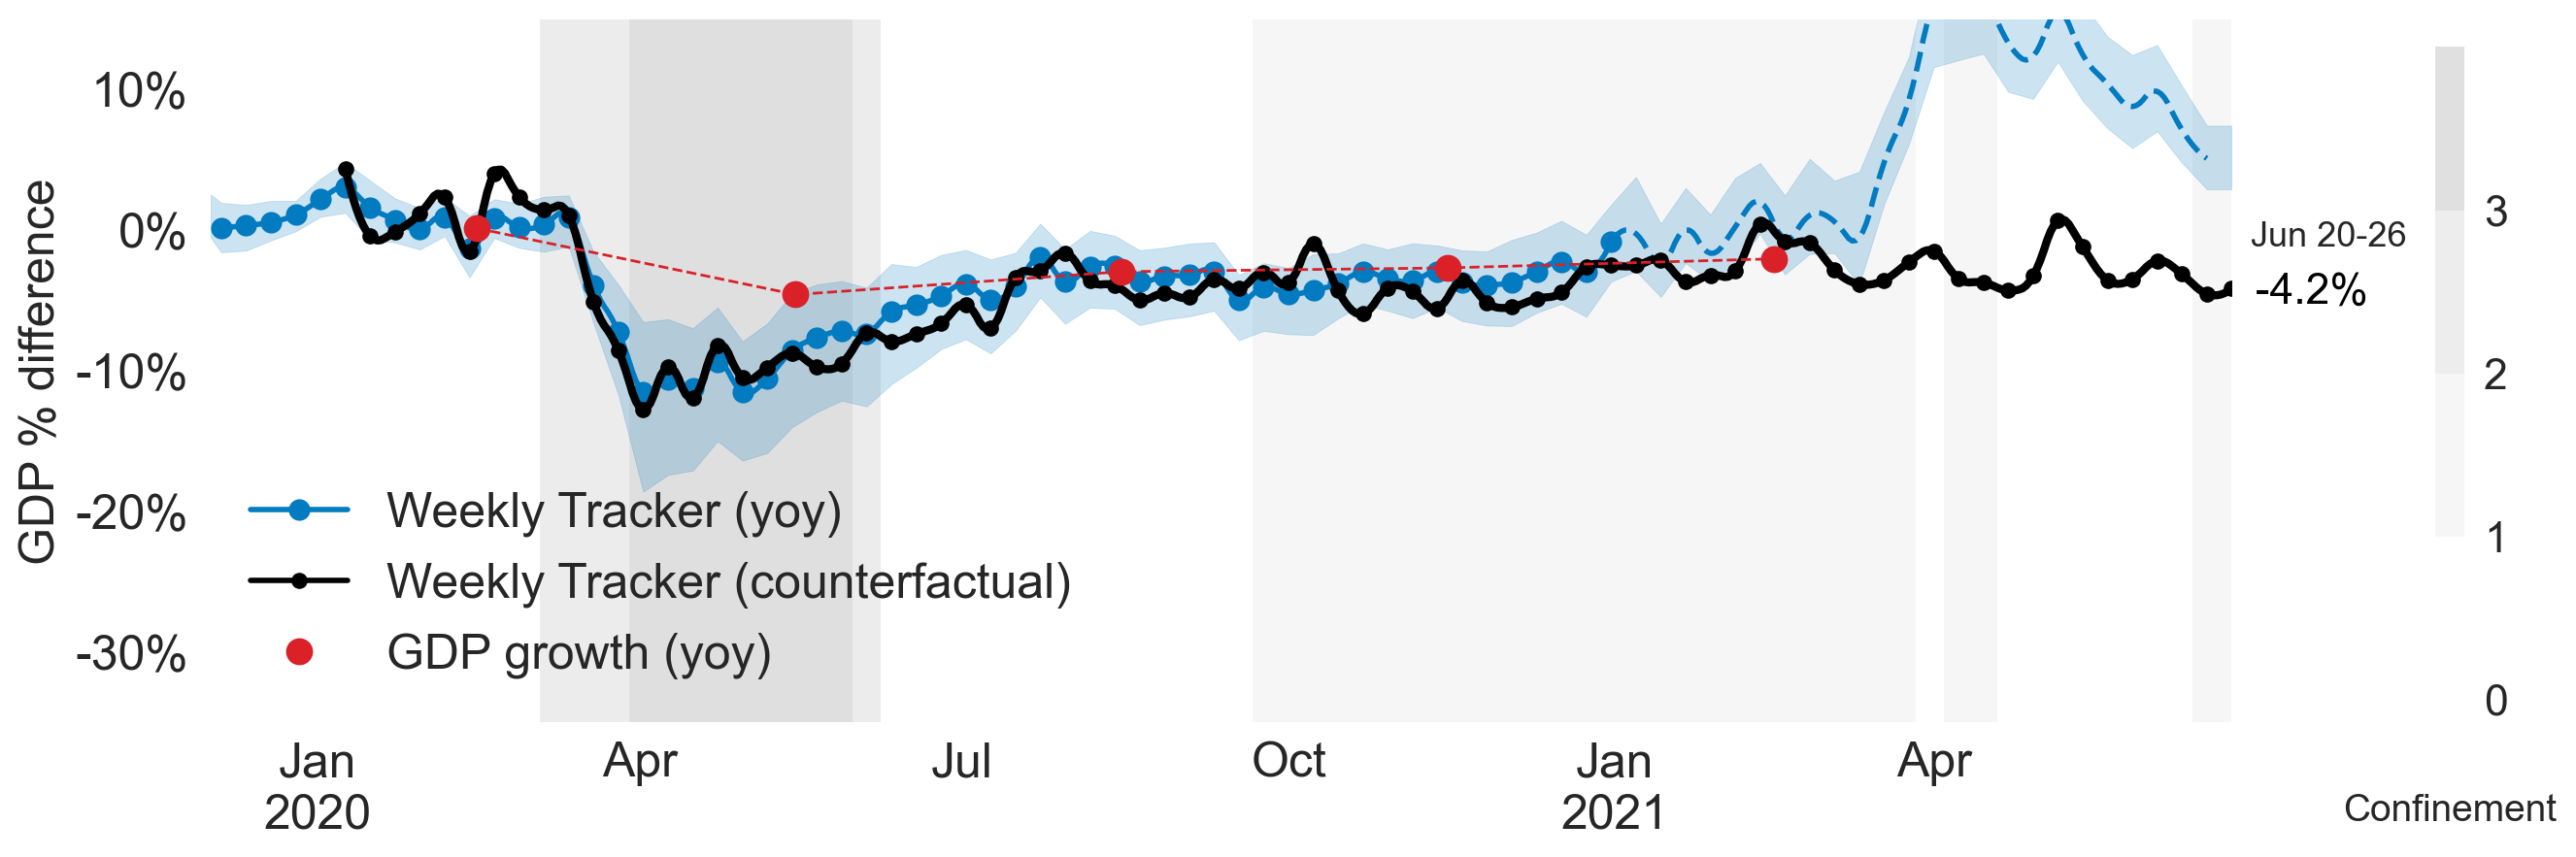 GDP % difference
10%
0%
-10%
-20%
-30%
Weekly Tracker (yoy)
Weekly Tracker (counterfactual)
GDP growth (yoy)
Jun 20-26
-4.2%
3
2
1
0
Jan
2020
Apr
Jul
Oct
Jan
2021
Apr
Confinement